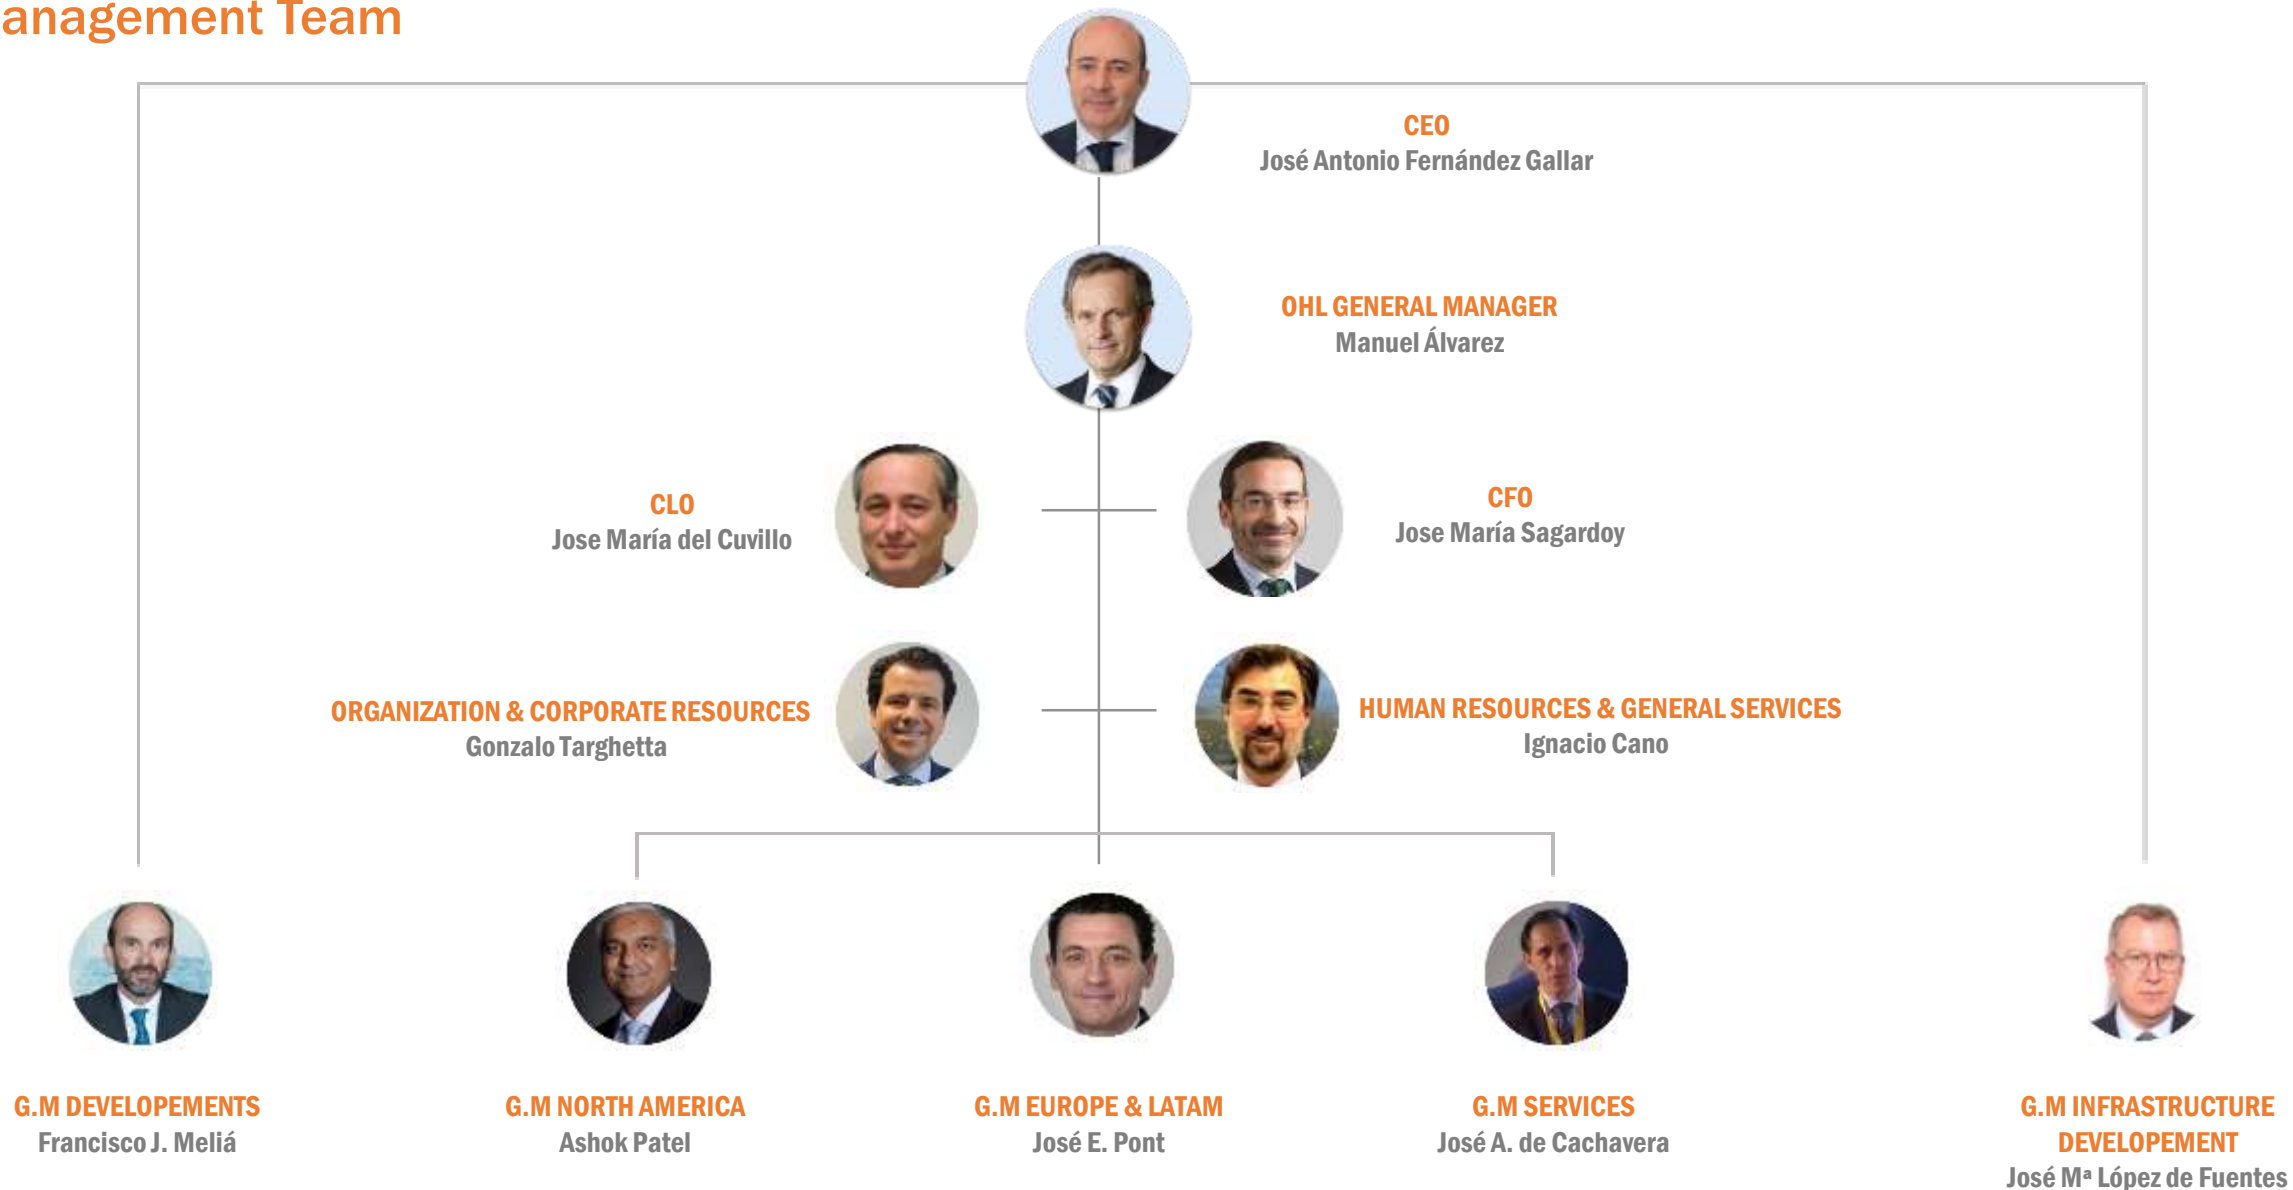 anagement Team
CEO
José Antonio Fernández Gallar
OHL GENERAL MANAGER
Manuel Álvarez
CLO
Jose María del Cuvillo
CFO
Jose María Sagardoy
ORGANIZATION & CORPORATE RESOURCES
Gonzalo Targhetta
HUMAN RESOURCES & GENERAL SERVICES
Ignacio Cano
G.M DEVELOPEMENTS
Francisco J. Meliá
G.M NORTH AMERICA
Ashok Patel
G.M EUROPE & LATAM
José E. Pont
G.M SERVICES
José A. de Cachavera
G.M INFRASTRUCTURE
DEVELOPEMENT
José Mª López de Fuentes